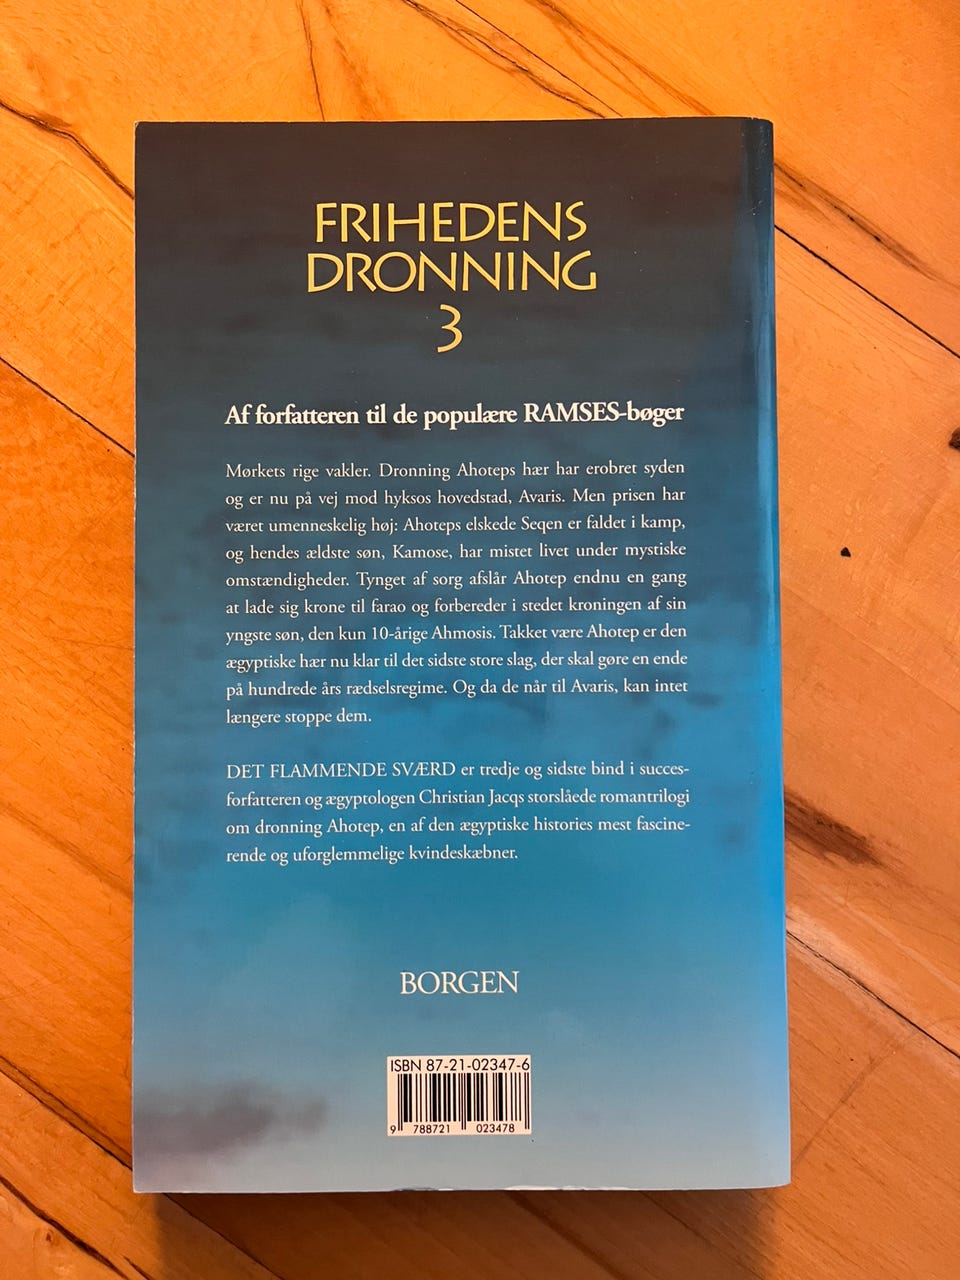 FRIHEDENS
DRONNING
3
Af forfatteren til de populære RAMSES-bøger
Mørkets rige vakler. Dronning Ahoteps hær har erobret syden
og er nu på vej mod hyksos hovedstad, Avaris. Men prisen har
været umenneskelig høj: Ahoteps elskede Seqen er faldet i kamp,
og hendes ældste søn, Kamose, har mistet livet under mystiske
omstændigheder. Tynget af sorg afslår Ahotep endnu en gang
at lade sig krone til farao og forbereder i stedet kroningen af sin
yngste søn, den kun 10-årige Ahmosis. Takket være Ahotep er den
ægyptiske hær nu klar til det sidste store slag, der skal gøre en ende
på hundrede års rædselsregime. Og da de når til Avaris, kan intet
længere stoppe dem.
DET FLAMMENDE SVÆRD er tredje og sidste bind i succes-
forfatteren og ægyptologen Christian Jacqs storslåede romantrilogi
om dronning Ahotep, en af den ægyptiske histories mest fascine-
rende og uforglemmelige kvindeskæbner.
BORGEN
ISBN 87-21-02347-6
9 788721 023478